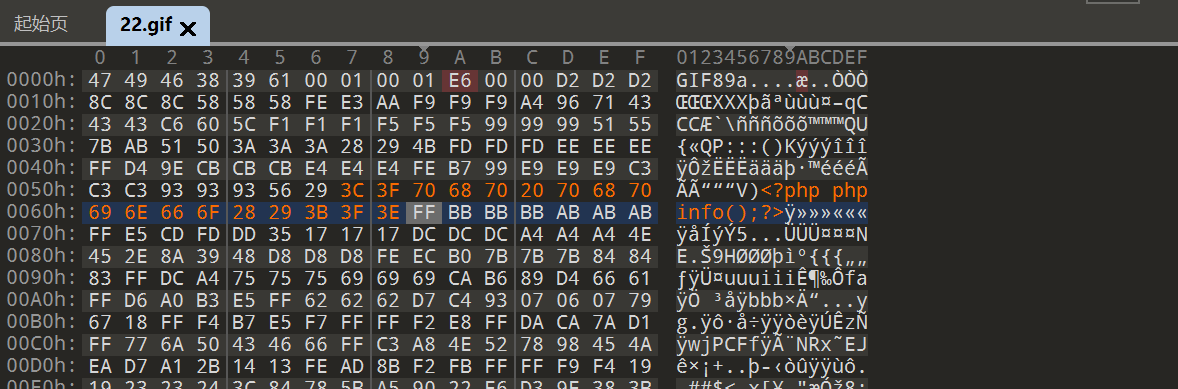 起始页 22.gif
0 1 2 3 4 5 6 7 8 9 A B C D E F 0123456789ABCDEF
0000h: 47 49 46 38 39 61 00 01 00 01 E6 00 00 D2 D2 D2 GIF89a....æ..ÒÒÒ
0010h: 8C 8C 8C 58 58 58 FE E3 AA F9 F9 F9 A4 96 71 43 ŒŒŒXXXþãªùùù¤–qC
0020h: 43 43 C6 60 5C F1 F1 F1 F5 F5 F5 99 99 99 51 55 CCÆ`\ñññõõõ™™™QU
0030h: 7B AB 51 50 3A 3A 3A 28 29 4B FD FD FD EE EE EE {«QP:::()Kýýýîîî
0040h: FF D4 9E CB CB CB E4 E4 E4 FE B7 99 E9 E9 E9 C3 ÿÔžËËËäääþ·™éééÃ
0050h: C3 C3 93 93 93 56 29 3C 3F 70 68 70 20 70 68 70 ÃÃ“““V)<?php php
0060h: 69 6E 66 6F 28 29 3B 3F 3E FF BB BB BB AB AB AB info();?>ÿ»»»«««
0070h: FF E5 CD FD DD 35 17 17 17 DC DC DC A4 A4 A4 4E ÿåÍýÝ5...ÜÜÜ¤¤¤N
0080h: 45 2E 8A 39 48 D8 D8 D8 FE EC B0 7B 7B 7B 84 84 E.Š9HØØØþì°{{{„„
0090h: 83 FF DC A4 75 75 75 69 69 69 CA B6 89 D4 66 61 ƒÿÜ¤uuuiiiÊ¶‰Ôfa
00A0h: FF D6 A0 B3 E5 FF 62 62 62 D7 C4 93 07 06 07 79 ÿÖ ³åÿbbb×Ä“...y
00B0h: 67 18 FF F4 B7 E5 F7 FF FF F2 E8 FF DA CA 7A D1 g.ÿô·å÷ÿÿòèÿÚÊzÑ
00C0h: FF 77 6A 50 43 46 66 FF C3 A8 4E 52 78 98 45 4A ÿwjPCFfÿÃ¨NRx˜EJ
00D0h: EA D7 A1 2B 14 13 FE AD 8B F2 FB FF FF F9 F4 19 ê×¡+..þ-‹òûÿÿùô.